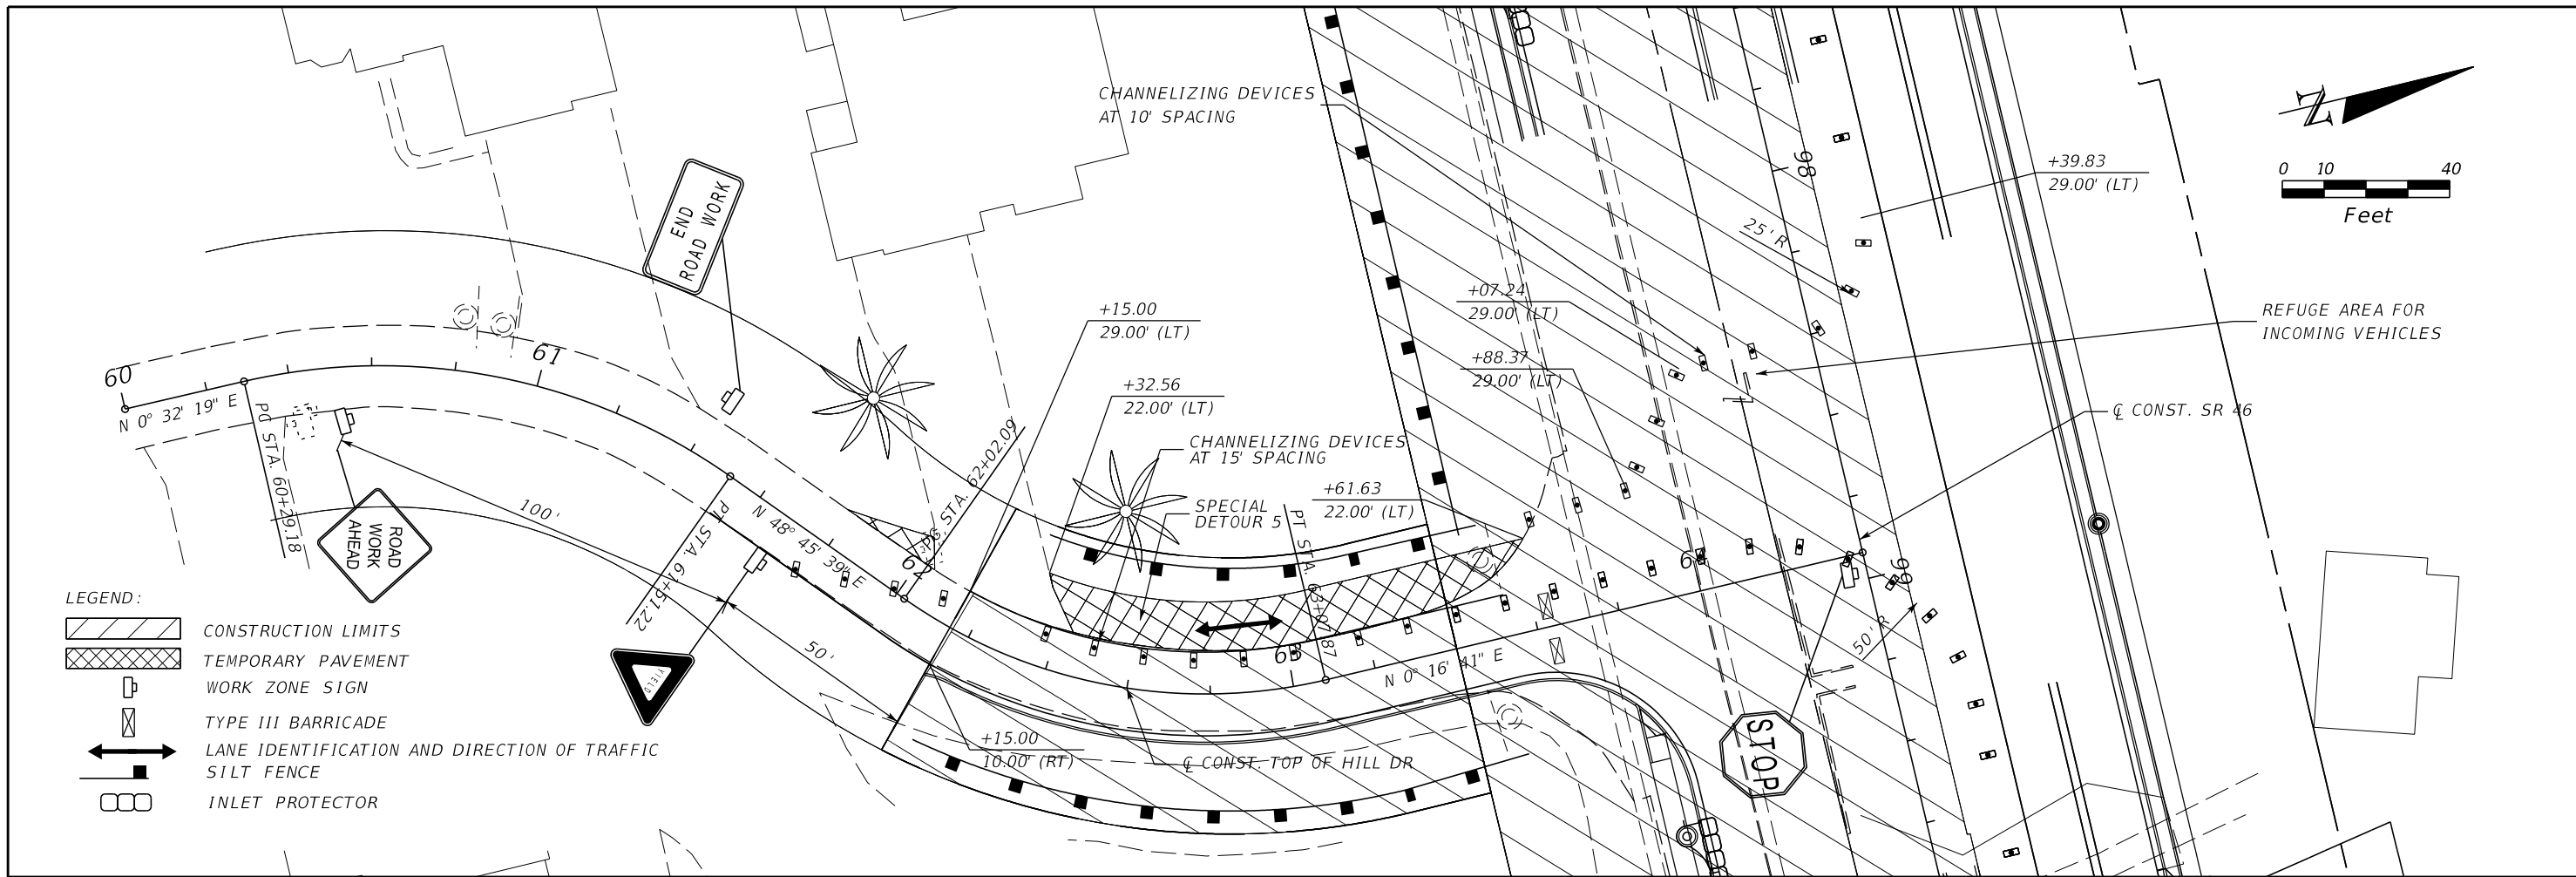 CHANNELIZING DEVICES
AT 10' SPACING
98
+39.83
29.00' (LT)
N
0 10 40
Feet
END
ROAD WORK
25' R
+07.24
29.00' (LT)
+15.00
29.00' (LT)
REFUGE AREA FOR
INCOMING VEHICLES
+88.37
29.00' (LT)
60
61
N 0° 32' 19" E
PC STA. 60+29.18
+32.56
22.00' (LT)
℄ CONST. SR 46
CHANNELIZING DEVICES
AT 15' SPACING
PC STA. 62+02.09
+61.63
22.00' (LT)
SPECIAL
DETOUR 5
100'
ROAD
WORK
AHEAD
PT STA. 61+51.22
N 48° 45' 39" E
62
PT STA. 63+07.87
63
64
99
N 0° 16' 41" E
50' R
50'
YIELD
STOP
+15.00
10.00' (RT)
℄ CONST. TOP OF HILL DR
LEGEND:
CONSTRUCTION LIMITS
TEMPORARY PAVEMENT
WORK ZONE SIGN
TYPE III BARRICADE
LANE IDENTIFICATION AND DIRECTION OF TRAFFIC
SILT FENCE
INLET PROTECTOR